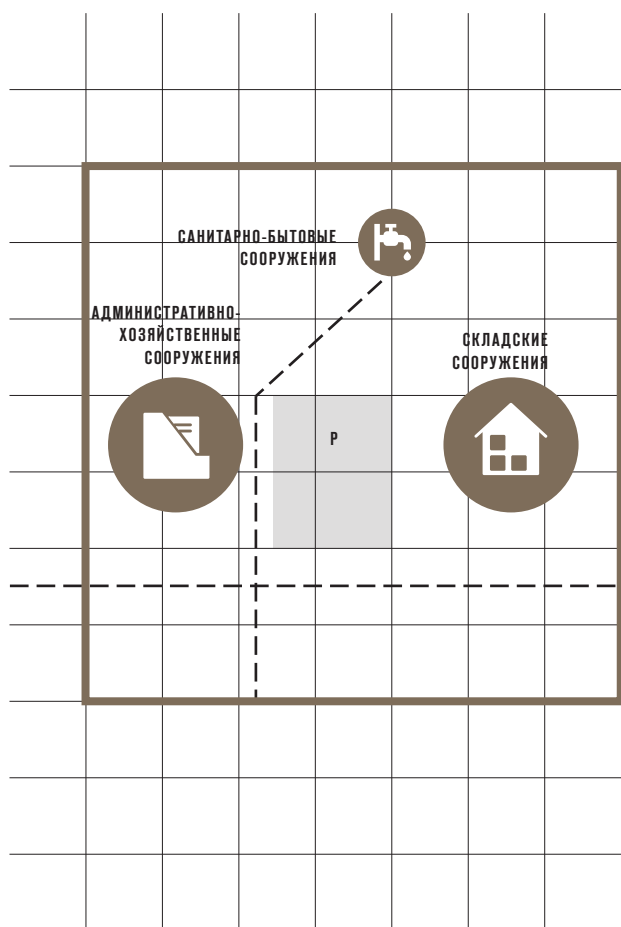 САНИТАРНО-БЫТОВЫЕ
СООРУЖЕНИЯ
АДМИНИСТРАТИВНО-
ХОЗЯЙСТВЕННЫЕ
СООРУЖЕНИЯ
СКЛАДСКИЕ
СООРУЖЕНИЯ
Р